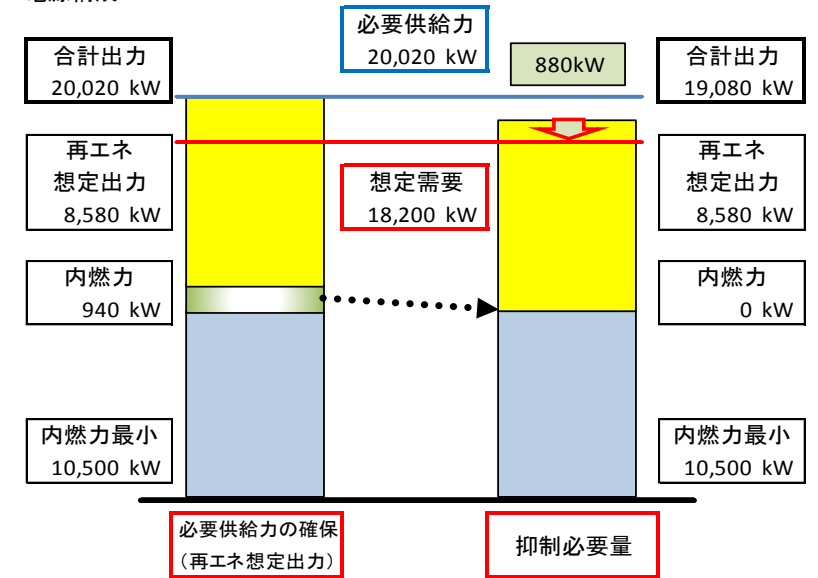 必要供給力
20,020 kW
880kW
合計出力
20,020 kW
合計出力
19,080 kW
再エネ
想定出力
8,580 kW
想定需要
18,200 kW
再エネ
想定出力
8,580 kW
内燃力
940 kW
内燃力
0 kW
内燃力最小
10,500 kW
内燃力最小
10,500 kW
必要供給力の確保
(再エネ想定出力)
抑制必要量